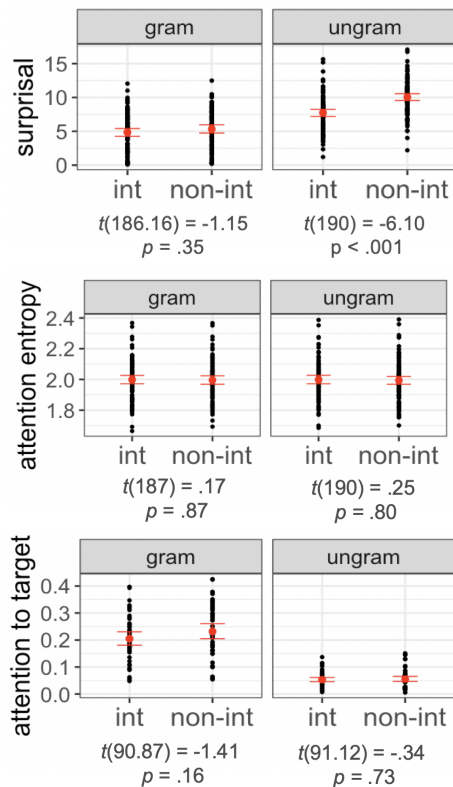 gram ungram
surprisal
15
10
5
0
int non-int int non-int
t(186.16) = -1.15 t(190) = -6.10
p = .35 p < .001
gram ungram
attention entropy
2.4
2.2
2.0
1.8
int non-int int non-int
t(187) = .17 t(190) = .25
p = .87 p = .80
gram ungram
attention to target
0.4
0.3
0.2
0.1
0.0
int non-int int non-int
t(90.87) = -1.41 t(91.12) = -.34
p = .16 p = .73